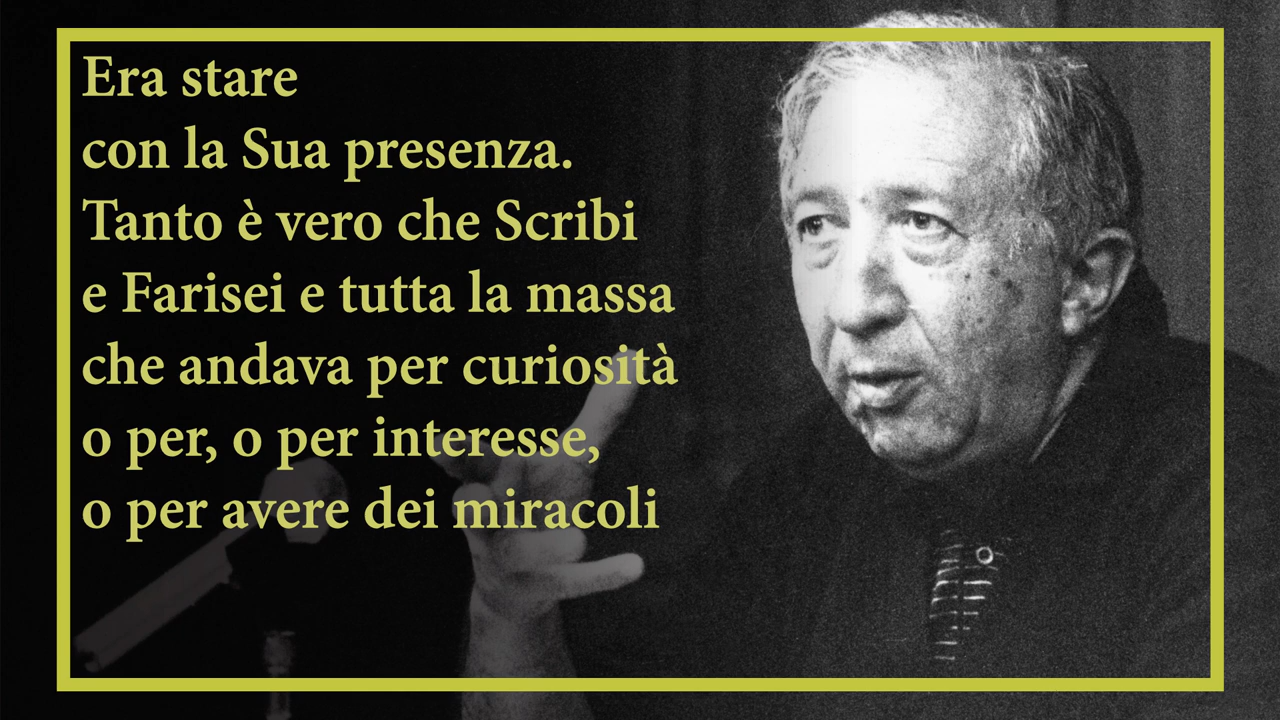 Era stare
con la Sua presenza.
Tanto è vero che Scribi
e Farisei e tutta la massa
che andava per curiosità
o per, o per interesse,
o per avere dei miracoli